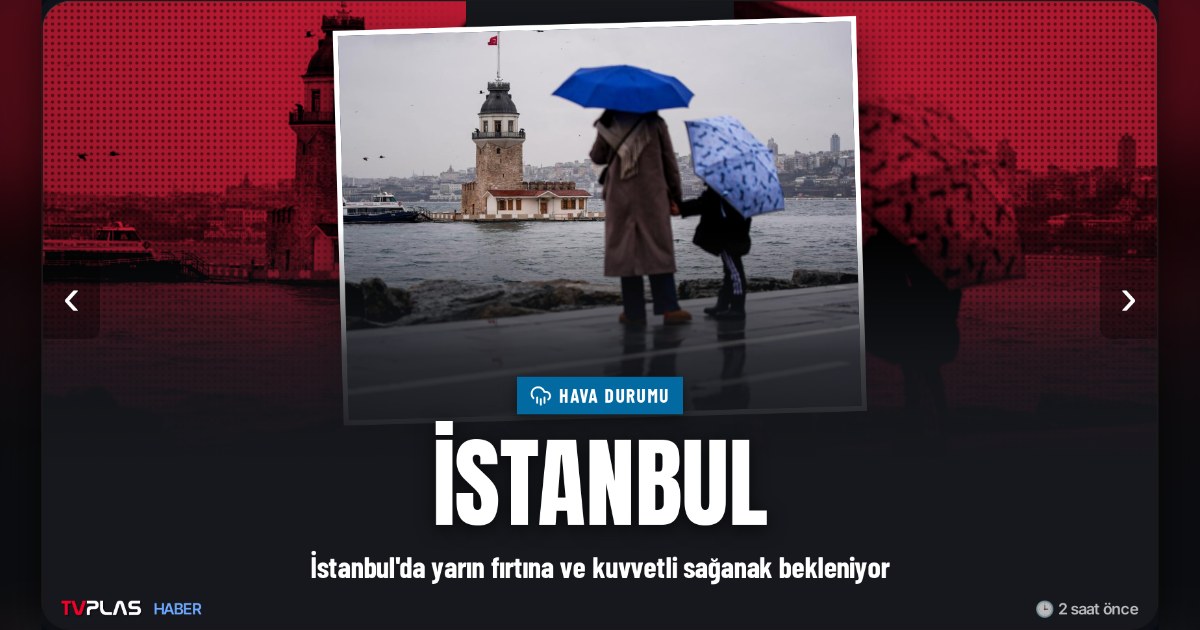 HAVA DURUMU
İSTANBUL
İstanbul'da yarın fırtına ve kuvvetli sağanak bekleniyor
TVPLAS HABER
2 saat önce